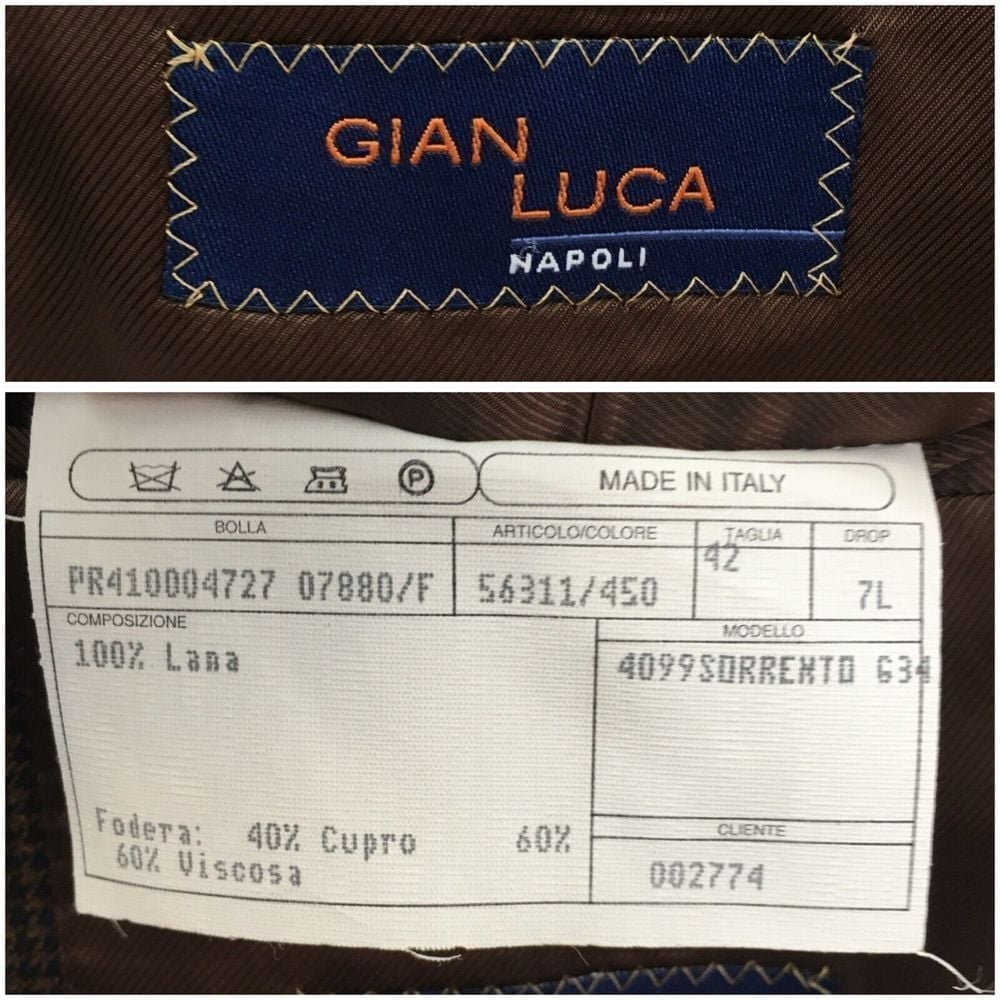 GIAN
LUCA
NAPOLI
P MADE IN ITALY
BOLLA ARTICOLO/COLORE TAGLIA DROP
PR410004727 07880/F 56311/450 42 7L
COMPOSIZIONE MODELLO
100% Lana 4099SORRENTO G34
Fodera: 40% Cupro 60%
60% Viscosa
CLIENTE
002774